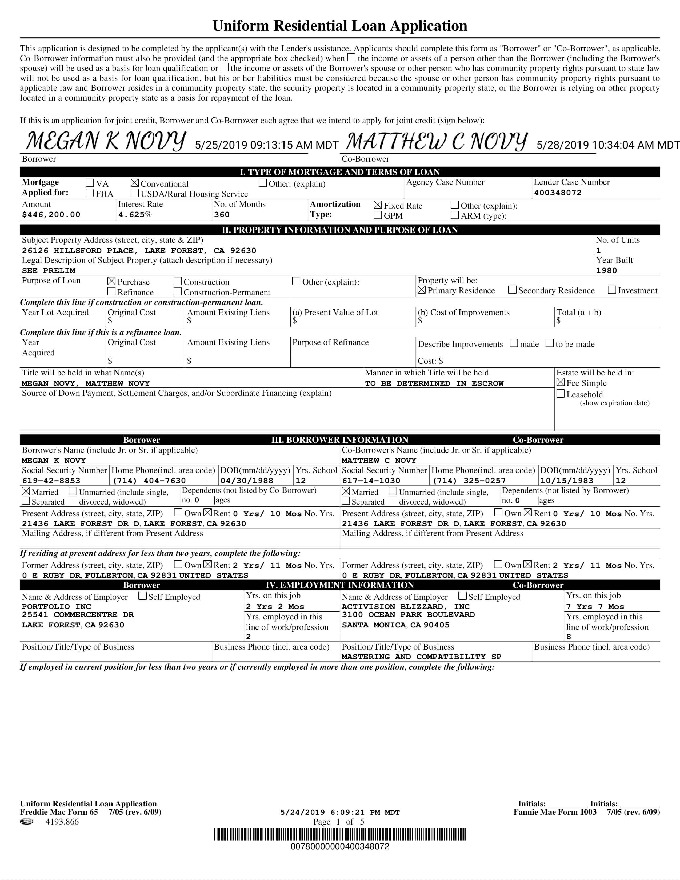 Uniform Residential Loan Application
This application is designed to be completed by the applicant(s) with the Lender's assistance. Applicants should complete this form as "Borrower" or "Co-Borrower", as applicable.
Co-Borrower information must also be provided (and the appropriate box checked) when the income or assets of a person other than the Borrower (including the Borrower's
spouse) will be used as a basis for loan qualification or the income or assets of the Borrower's spouse or other person who has community property rights pursuant to state law
will not be used as a basis for loan qualification, but his or her liabilities must be considered because the spouse or other person has community property rights pursuant to
applicable law and Borrower resides in a community property state, the security property is located in a community property state, or the Borrower is relying on other property
located in a community property state as a basis for repayment of the loan.
If this is an application for joint credit, Borrower and Co-Borrower each agree that we intend to apply for joint credit (sign below):
MEGAN K NOVY 5/25/2019 09:13:15 AM MDT MATTHEW C NOVY 5/28/2019 10:34:04 AM MDT
Borrower Co-Borrower
I. TYPE OF MORTGAGE AND TERMS OF LOAN
Mortgage VA Conventional Other (explain) Agency Case Number Lender Case Number
Applied for: FHA USDA/Rural Housing Service 400348072
Amount Interest Rate No. of Months Amortization Fixed Rate Other (explain):
$446,200.00 4.625% 360 Type: GPM ARM (type):
II. PROPERTY INFORMATION AND PURPOSE OF LOAN
Subject Property Address (street, city, state & ZIP) No. of Units
26126 HILLSFORD PLACE, LAKE FOREST, CA 92630 1
Legal Description of Subject Property (attach description if necessary) Year Built
SEE PRELIM 1980
Purpose of Loan Purchase Construction Other (explain): Property will be:
Refinance Construction-Permanent Primary Residence Secondary Residence Investment
Complete this line if construction or construction-permanent loan.
Year Lot Acquired Original Cost Amount Existing Liens (a) Present Value of Lot (b) Cost of Improvements Total (a + b)
$ $ $ $ $
Complete this line if this is a refinance loan.
Year Original Cost Amount Existing Liens Purpose of Refinance Describe Improvements made to be made
Acquired
$ $ Cost: $
Title will be held in what Name(s) Manner in which Title will be held Estate will be held in:
MEGAN NOVY, MATTHEW NOVY TO BE DETERMINED IN ESCROW Fee Simple
Source of Down Payment, Settlement Charges, and/or Subordinate Financing (explain) Leasehold
(show expiration date)
Borrower III. BORROWER INFORMATION Co-Borrower
Borrower's Name (include Jr. or Sr. if applicable) Co-Borrower's Name (include Jr. or Sr. if applicable)
MEGAN K NOVY MATTHEW C NOVY
Social Security Number Home Phone(incl. area code) DOB(mm/dd/yyyy) Yrs. School Social Security Number Home Phone(incl. area code) DOB(mm/dd/yyyy) Yrs. School
619-42-8853 (714) 404-7630 04/30/1988 12 617-14-1030 (714) 325-0257 10/15/1983 12
Married Unmarried (include single, Dependents (not listed by Co-Borrower) Married Unmarried (include single, Dependents (not listed by Borrower)
Separated divorced, widowed) no. 0 ages Separated divorced, widowed) no. 0 ages
Present Address (street, city, state, ZIP) Own Rent 0 Yrs/ 10 Mos No. Yrs. Present Address (street, city, state, ZIP) Own Rent 0 Yrs/ 10 Mos No. Yrs.
21436 LAKE FOREST DR D, LAKE FOREST, CA 92630 21436 LAKE FOREST DR D, LAKE FOREST, CA 92630
Mailing Address, if different from Present Address Mailing Address, if different from Present Address
If residing at present address for less than two years, complete the following:
Former Address (street, city, state, ZIP) Own Rent 2 Yrs/ 11 Mos No. Yrs. Former Address (street, city, state, ZIP) Own Rent 2 Yrs/ 11 Mos No. Yrs.
0 E RUBY DR, FULLERTON, CA 92831 UNITED STATES 0 E RUBY DR, FULLERTON, CA 92831 UNITED STATES
Borrower IV. EMPLOYMENT INFORMATION Co-Borrower
Name & Address of Employer Self Employed Yrs. on this job Name & Address of Employer Self Employed Yrs. on this job
PORTFOLIO INC 2 Yrs 2 Mos ACTIVISION BLIZZARD, INC 7 Yrs 7 Mos
25541 COMMERCENTRE DR Yrs. employed in this 3100 OCEAN PARK BOULEVARD Yrs. employed in this
LAKE FOREST, CA 92630 line of work/profession SANTA MONICA, CA 90405 line of work/profession
2 8
Position/Title/Type of Business Business Phone (incl. area code) Position/Title/Type of Business Business Phone (incl. area code)
MASTERING AND COMPATIBILITY SP
If employed in current position for less than two years or if currently employed in more than one position, complete the following:
Uniform Residential Loan Application Initials: Initials:
Freddie Mac Form 65 7/05 (rev. 6/09) 5/24/2019 6:09:21 PM MDT Fannie Mae Form 1003 7/05 (rev. 6/09)
4193.866 Page 1 of 5
00780000000400348072